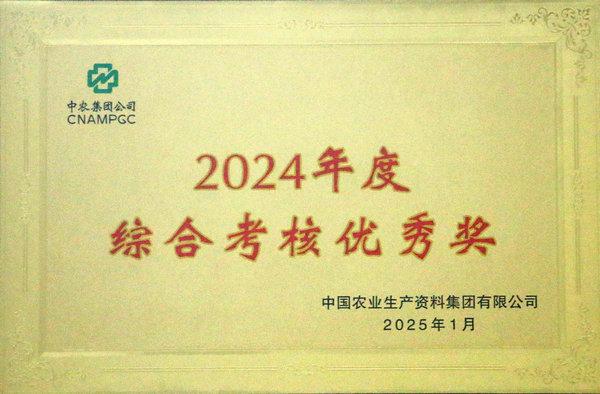 中农集团公司
CNAMPGC
2024年度
综合考核优秀奖
中国农业生产资料集团有限公司
2025年1月